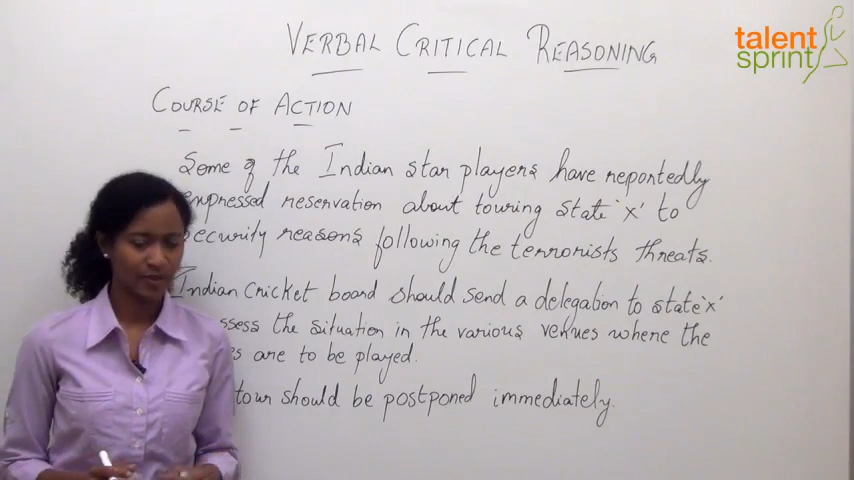 VERBAL CRITICAL REASONING
talent
sprint
COURSE OF ACTION
Some of the Indian star players have reportedly
reservation about touring state 'x' to
security reasons following the terrorists threats.
Indian cricket board should send a delegation to state 'x'
the situation in the various venues where the
are to be played.
tour should be postponed immediately.